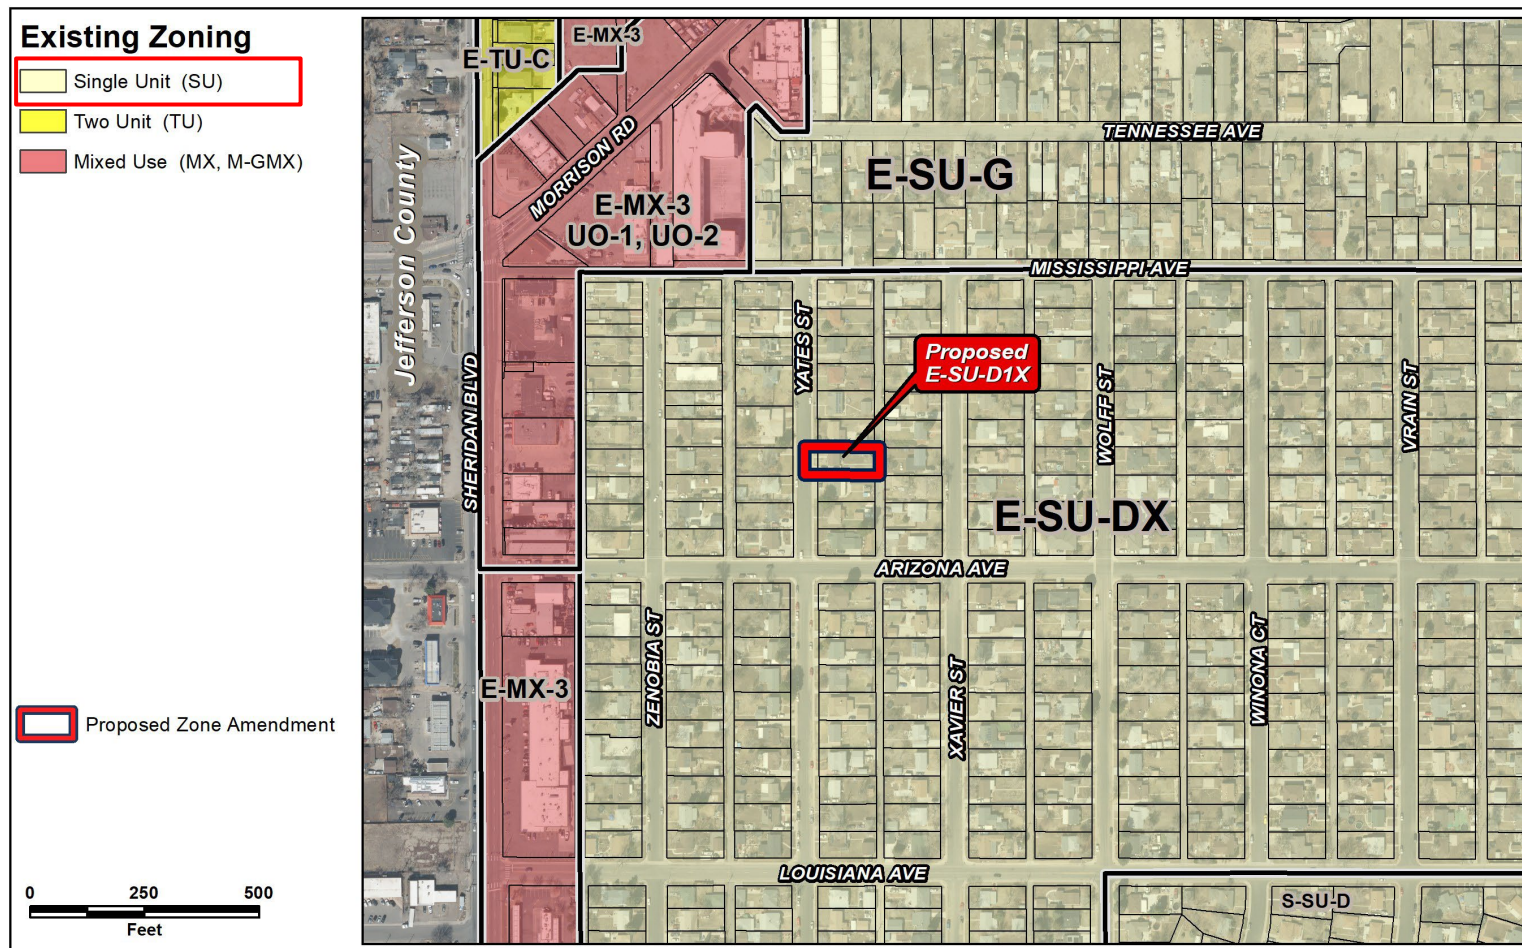 Existing Zoning
Single Unit (SU)
Two Unit (TU)
Mixed Use (MX, M-GMX)
Proposed Zone Amendment
0 250 500
Feet
E-TU-C
E-MX-3
MORRISON RD
E-MX-3
UO-1, UO-2
TENNESSEE AVE
E-SU-G
MISSISSIPPI AVE
Jefferson County
SHERIDAN BLVD
YATES ST
Proposed
E-SU-D1X
WOLFF ST
VRAIN ST
E-SU-DX
ARIZONA AVE
E-MX-3
ZENOBIA ST
XAVIER ST
WINONA CT
LOUISIANA AVE
S-SU-D